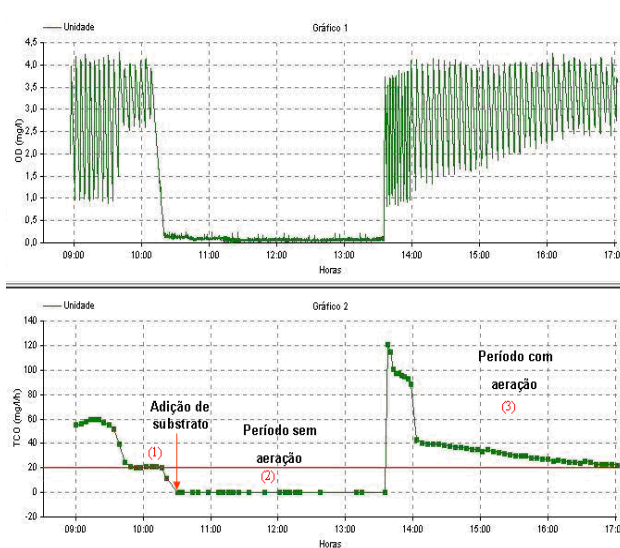 Unidade
Gráfico 1
OD (mg/l)
4,5
4,0
3,5
3,0
2,5
2,0
1,5
1,0
0,5
0,0
09:00 10:00 11:00 12:00 13:00 14:00 15:00 16:00 17:0
Horas
Unidade
Gráfico 2
TCO (mg/l/h)
140
120
100
80
60
40
20
0
-20
Adição de
substrato
(1)
Período sem
aeração
(2)
Período com
aeração
(3)
09:00 10:00 11:00 12:00 13:00 14:00 15:00 16:00 17:0
Horas